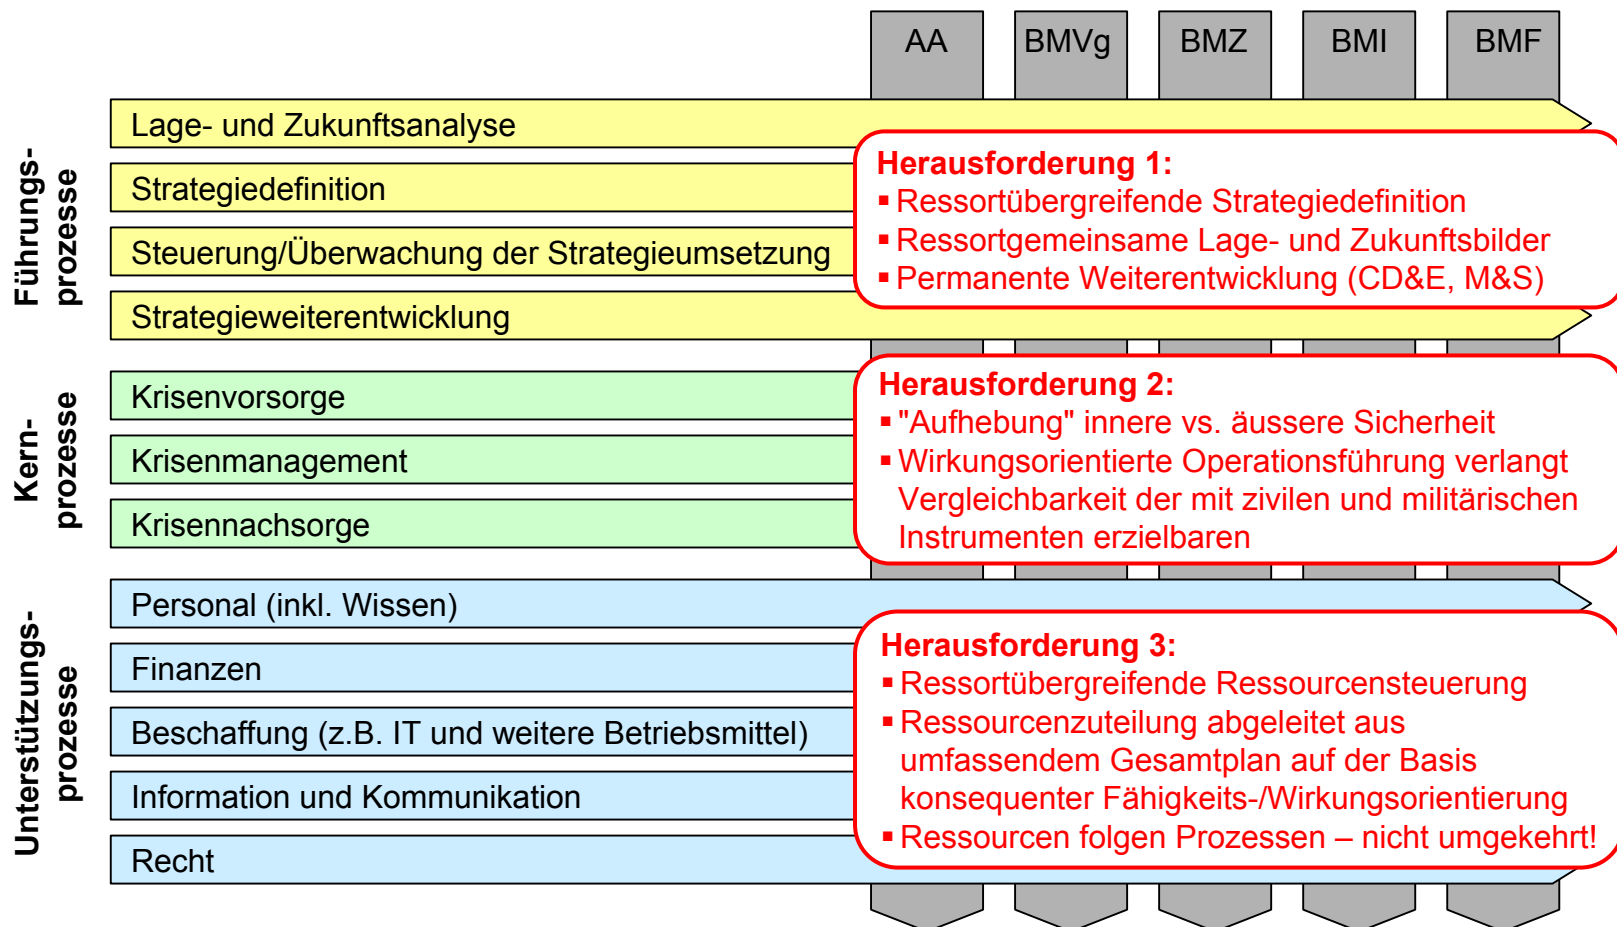 AA
BMVg
BMZ
BMI
BMF
Führungs-
prozesse
Lage- und Zukunftsanalyse
Strategiedefinition
Steuerung/Überwachung der Strategieumsetzung
Strategieweiterentwicklung
Herausforderung 1:
▪ Ressortübergreifende Strategiedefinition
▪ Ressortgemeinsame Lage- und Zukunftsbilder
▪ Permanente Weiterentwicklung (CD&E, M&S)
Kern-
prozesse
Krisenvorsorge
Krisenmanagement
Krisennachsorge
Herausforderung 2:
▪ "Aufhebung" innere vs. äussere Sicherheit
▪ Wirkungsorientierte Operationsführung verlangt
Vergleichbarkeit der mit zivilen und militärischen
Instrumenten erzielbaren
Unterstützungs-
prozesse
Personal (inkl. Wissen)
Finanzen
Beschaffung (z.B. IT und weitere Betriebsmittel)
Information und Kommunikation
Recht
Herausforderung 3:
▪ Ressortübergreifende Ressourcensteuerung
▪ Ressourcenzuteilung abgeleitet aus
umfassendem Gesamtplan auf der Basis
konsequenter Fähigkeits-/Wirkungsorientierung
▪ Ressourcen folgen Prozessen – nicht umgekehrt!